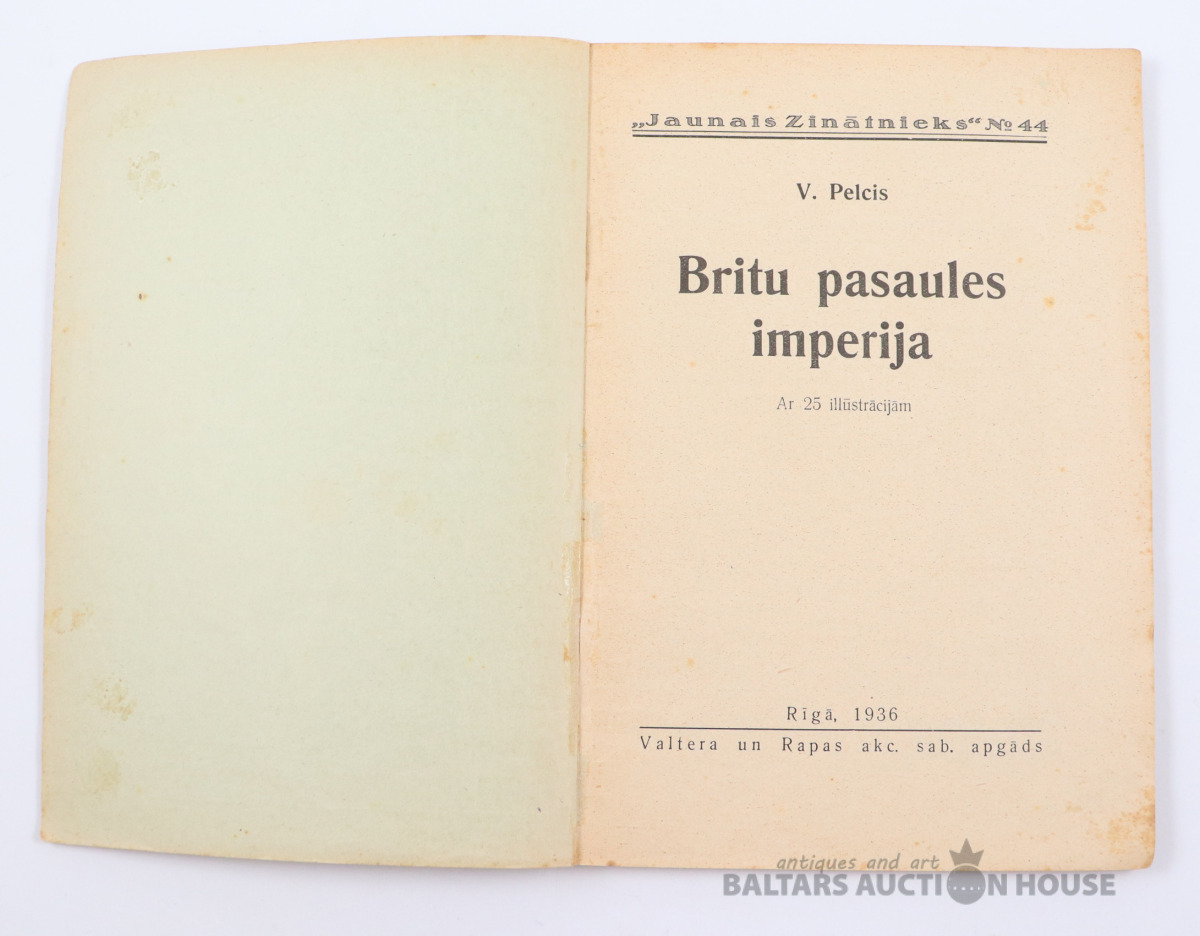 „Jaunais Zinātnieks“ № 44
V. Pelcis
Britu pasaules
imperija
Ar 25 illūstrācijām
Rīgā, 1936
Valtera un Rapas akc. sab. apgāds
antiques and art
BALTARS AUCTION HOUSE